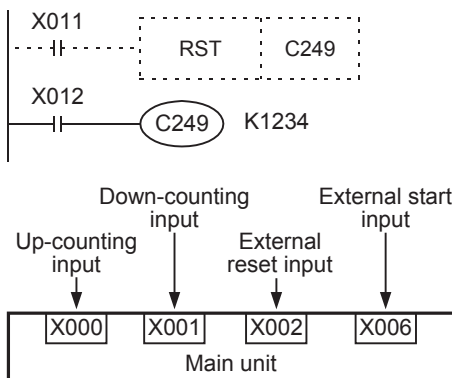 X011
RST C249
X012
C249 K1234
Down-counting input
External start input
Up-counting input
External reset input
X000 X001 X002 X006
Main unit